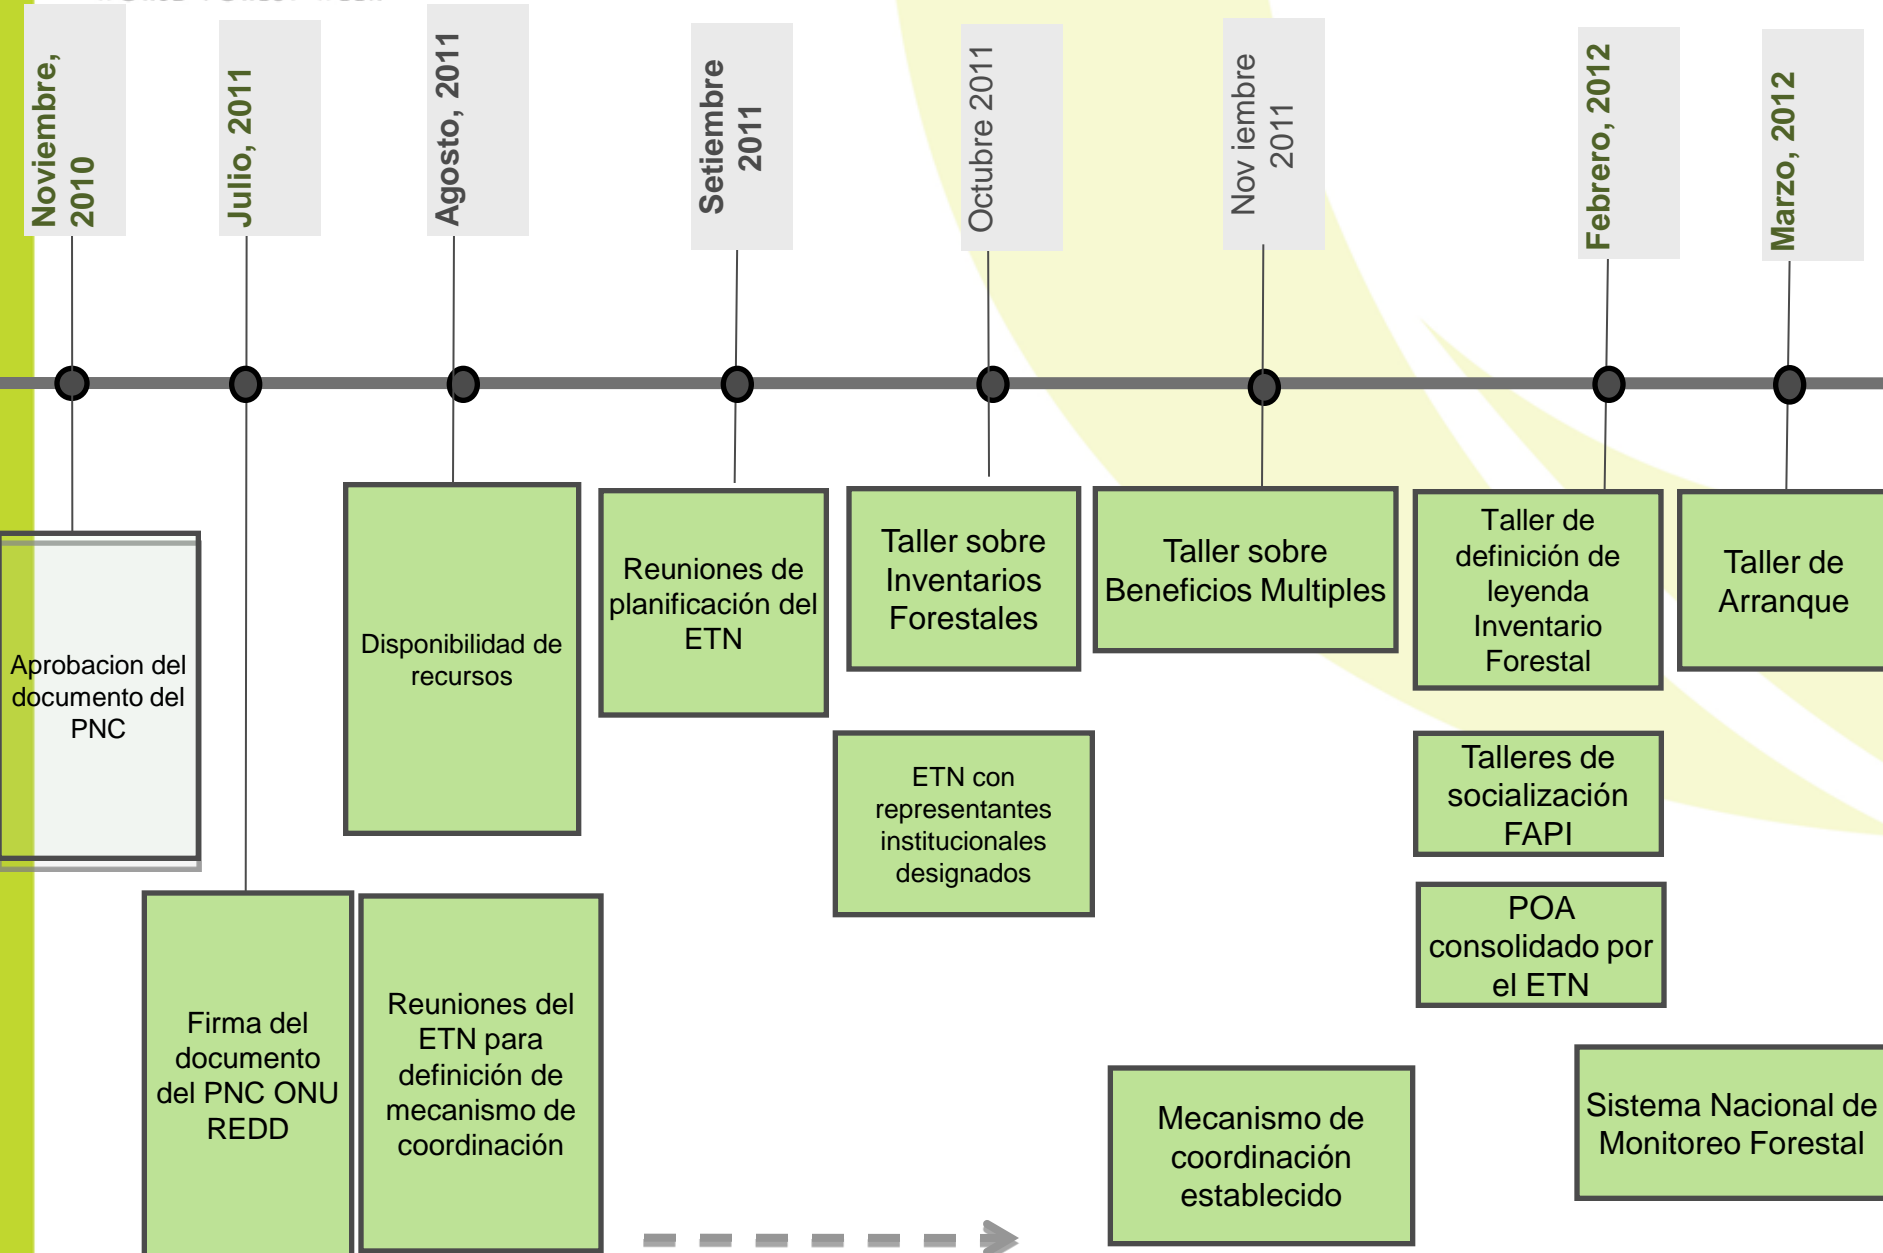 Noviembre,
2010
Julio, 2011
Agosto, 2011
Setiembre
2011
Octubre 2011
Nov iembre
2011
Febrero, 2012
Marzo, 2012
Aprobacion del
documento del
PNC
Disponibilidad de
recursos
Reuniones de
planificación del
ETN
Taller sobre
Inventarios
Forestales
Taller sobre
Beneficios Multiples
Taller de
definición de
leyenda
Inventario
Forestal
Taller de
Arranque
ETN con
representantes
institucionales
designados
Talleres de
socialización
FAPI
POA
consolidado por
el ETN
Firma del
documento
del PNC ONU
REDD
Reuniones del
ETN para
definición de
mecanismo de
coordinación
Mecanismo de
coordinación
establecido
Sistema Nacional de
Monitoreo Forestal